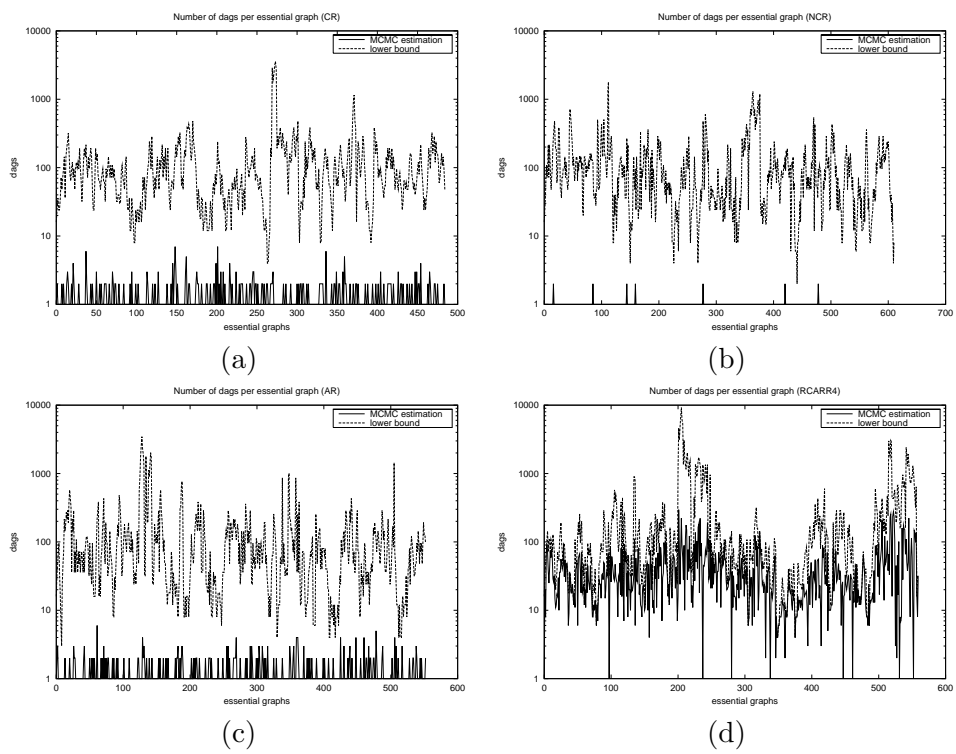 Number of dags per essential graph (CR)
10000
1000
100
10
1
dags
MCMC estimation
lower bound
0 50 100 150 200 250 300 350 400 450 500
essential graphs
(a)
Number of dags per essential graph (NCR)
10000
1000
100
10
1
dags
MCMC estimation
lower bound
0 100 200 300 400 500 600 700
essential graphs
(b)
Number of dags per essential graph (AR)
10000
1000
100
10
1
dags
MCMC estimation
lower bound
0 100 200 300 400 500 600
essential graphs
(c)
Number of dags per essential graph (RCARR4)
10000
1000
100
10
1
dags
MCMC estimation
lower bound
0 100 200 300 400 500 600
essential graphs
(d)